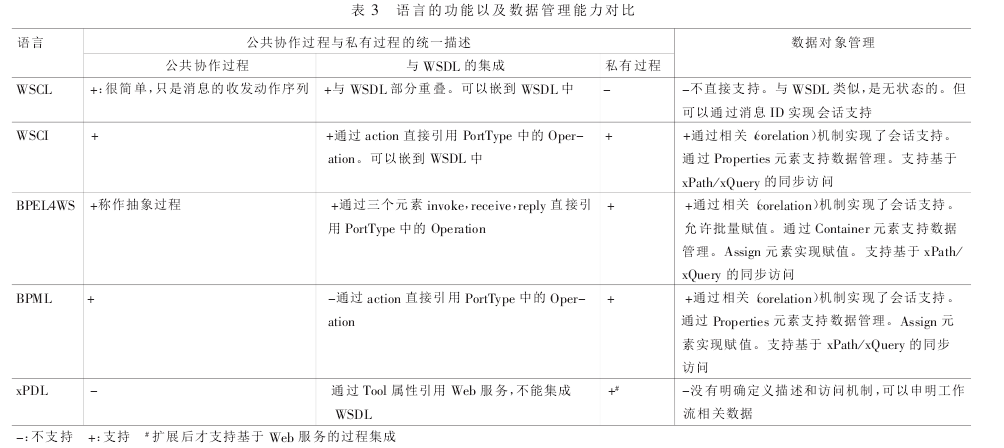 表 3 语言的功能以及数据管理能力对比
语言 公共协作过程与私有过程的统一描述 数据对象管理
公共协作过程 与 WSDL 的集成 私有过程
WSCL +:很简单,只是消息的收发动作序列 +与 WSDL 部分重叠。可以嵌到 WSDL 中 - -不直接支持。与 WSDL 类似,是无状态的。但
可以通过消息 ID 实现会话支持
WSCI + +通过 action 直接引用 PortType 中的 Oper- + +通过相关(corelation)机制实现了会话支持。
ation。可以嵌到 WSDL 中 通过 Properties 元素支持数据管理。支持基于
xPath/xQuery 的同步访问
BPEL4WS +称作抽象过程 +通过三个元素 invoke,receive,reply 直接引 + +通过相关(corelation)机制实现了会话支持。
用 PortType 中的 Operation 允许批量赋值。通过 Container 元素支持数据
管理。Assign 元素实现赋值。支持基于 xPath/
xQuery 的同步访问
BPML + -通过 action 直接引用 PortType 中的 Oper- + +通过相关(corelation)机制实现了会话支持。
ation 通过 Properties 元素支持数据管理。Assign 元
素实现赋值。支持基于 xPath/xQuery 的同步
访问
xPDL - 通过 Tool 属性引用 Web 服务,不能集成 +# -没有明确定义描述和访问机制,可以申明工作
WSDL 流相关数据
-:不支持 +:支持 #扩展后才支持基于 Web 服务的过程集成